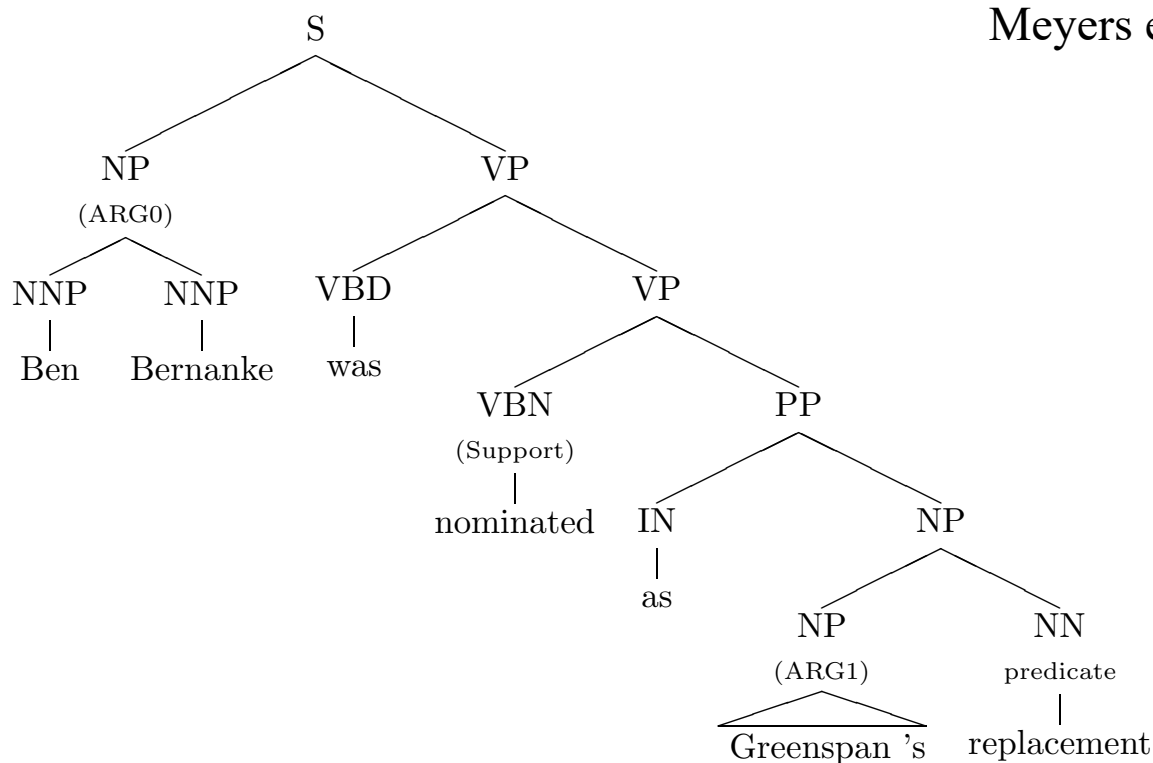 S
Meyers e
NP VP
(ARG0)
NNP NNP VBD VP
Ben Bernanke was
VBN PP
(Support)
nominated IN NP
as
NP NN
(ARG1) predicate
Greenspan 's replacement